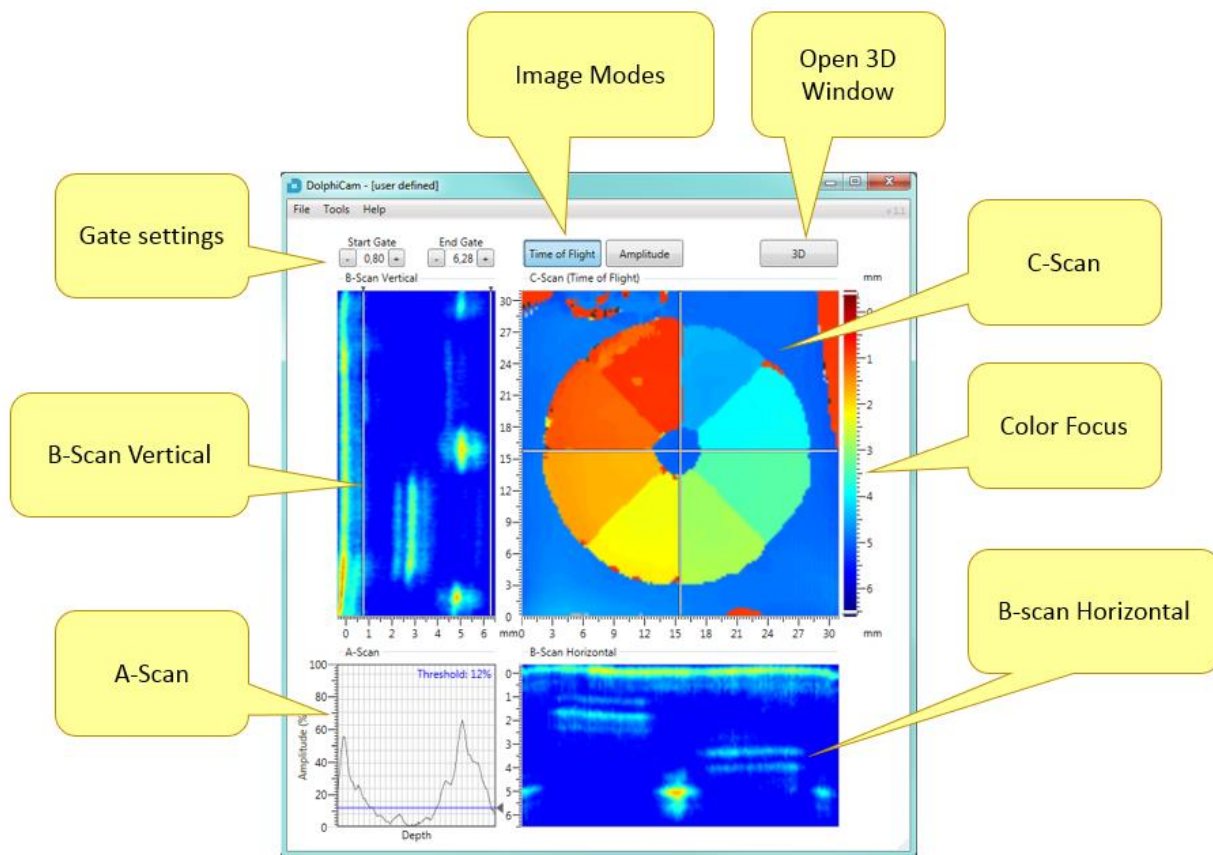 Image Modes
Open 3D
Window
Gate settings
C-Scan
B-Scan Vertical
Color Focus
A-Scan
B-scan Horizontal
DolphiCam - [user defined]
File Tools Help
Start Gate End Gate
- 0,80 + - 6,28 +
Time of Flight Amplitude 3D
B-Scan Vertical C-Scan (Time of Flight) mm
30
27
24
21
18
15
12
9
6
3
0
0
1
2
3
4
5
6
0 1 2 3 4 5 6 mm 0 3 6 9 12 15 18 21 24 27 30 mm
A-Scan B-Scan Horizontal
Threshold: 12%
100
80
60
40
20
0
Amplitude (%)
Depth
0
1
2
3
4
5
6